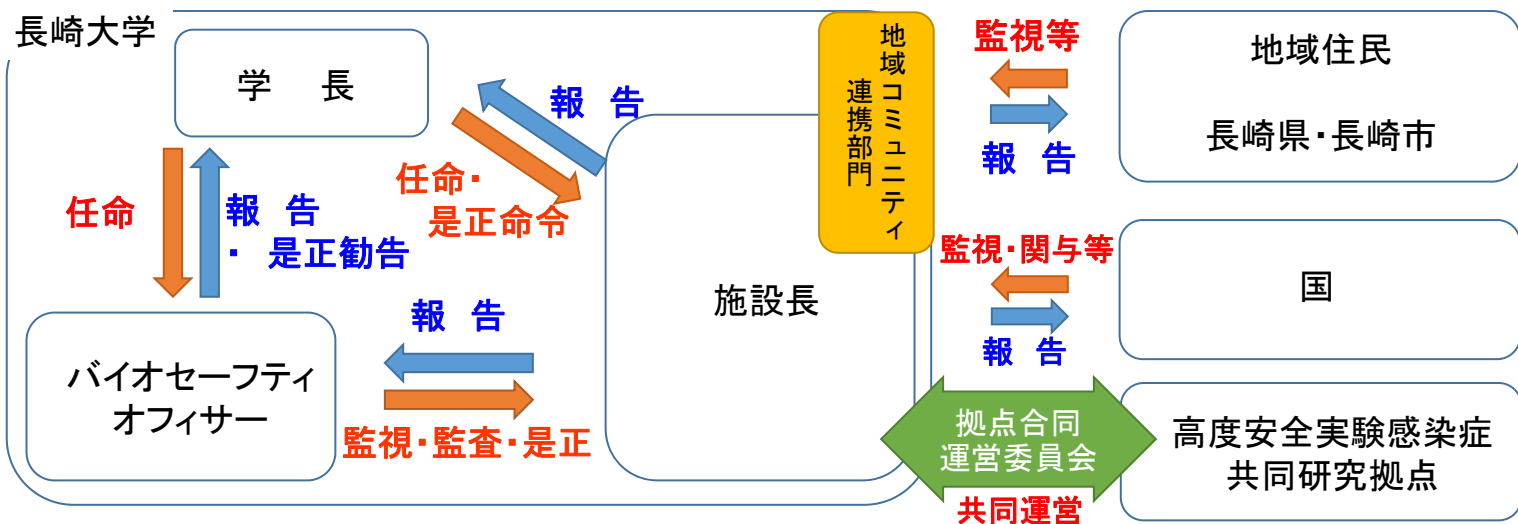 長崎大学
学　長
報　告
任命・
是正命令
任命
報　告
・　是正勧告
バイオセーフティ
オフィサー
報　告
監視・監査・是正
施設長
地域コミュニティ
連携部門
監視等
報　告
地域住民
長崎県・長崎市
監視・関与等
報　告
国
拠点合同
運営委員会
共同運営
高度安全実験感染症
共同研究拠点